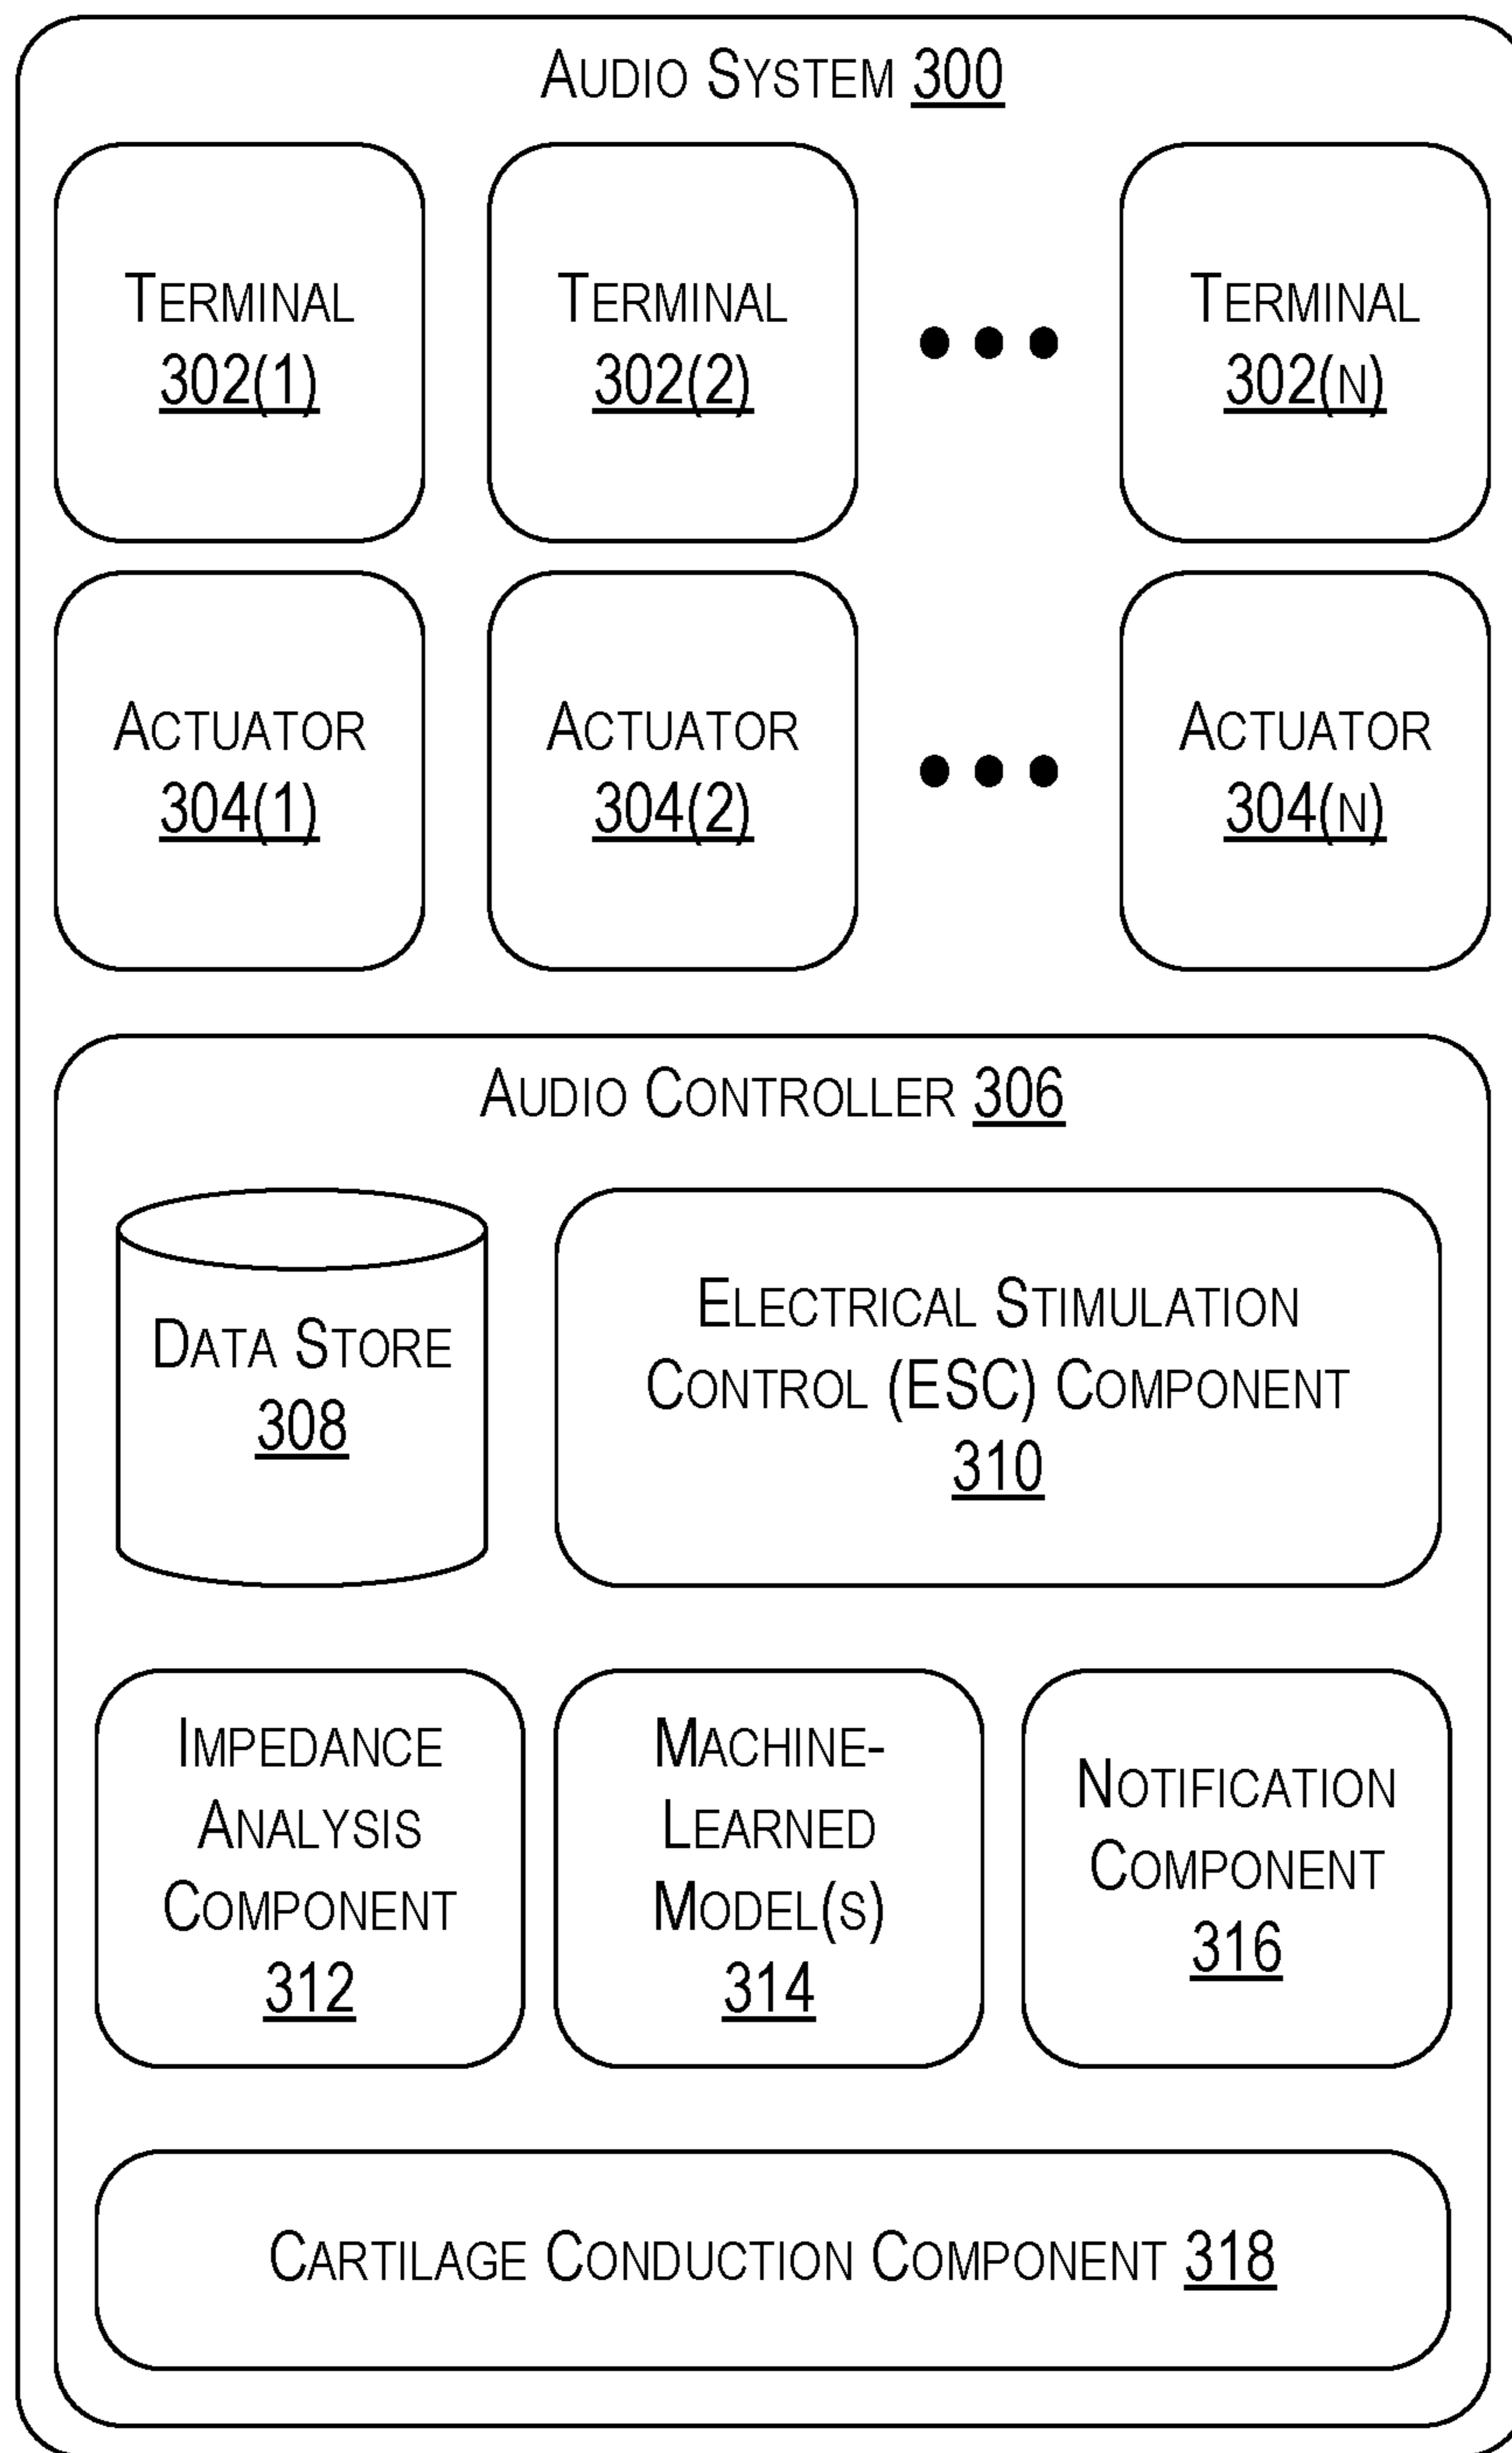 AUDIO SYSTEM 300
TERMINAL
302(1)
TERMINAL
302(2)
TERMINAL
302(N)
ACTUATOR
304(1)
ACTUATOR
304(2)
ACTUATOR
304(N)
AUDIO CONTROLLER 306
DATA STORE
308
ELECTRICAL STIMULATION
CONTROL (ESC) COMPONENT
310
IMPEDANCE
ANALYSIS
COMPONENT
312
MACHINE-
LEARNED
MODEL(S)
314
NOTIFICATION
COMPONENT
316
CARTILAGE CONDUCTION COMPONENT 318